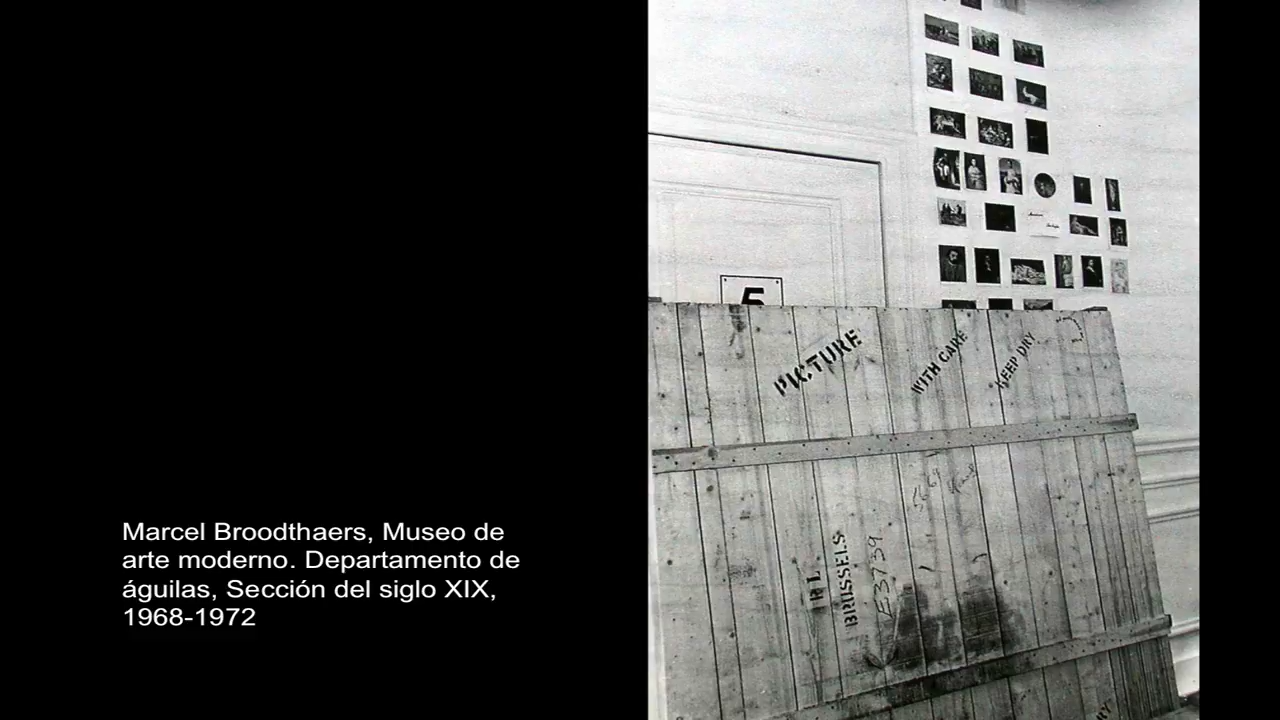 Marcel Broodthaers, Museo de
arte moderno. Departamento de
águilas, Sección del siglo XIX,
1968-1972
5
PICTURE
WITH CARE
KEEP DRY
BRUSSELS